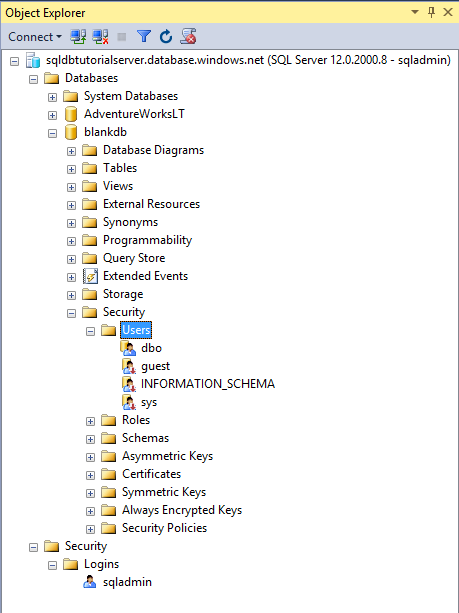 Object Explorer
Connect
sqldbtutorialserver.database.windows.net (SQL Server 12.0.2000.8 - sqladmin)
Databases
System Databases
AdventureWorksLT
blankdb
Database Diagrams
Tables
Views
External Resources
Synonyms
Programmability
Query Store
Extended Events
Storage
Security
Users
dbo
guest
INFORMATION_SCHEMA
sys
Roles
Schemas
Asymmetric Keys
Certificates
Symmetric Keys
Always Encrypted Keys
Security Policies
Security
Logins
sqladmin